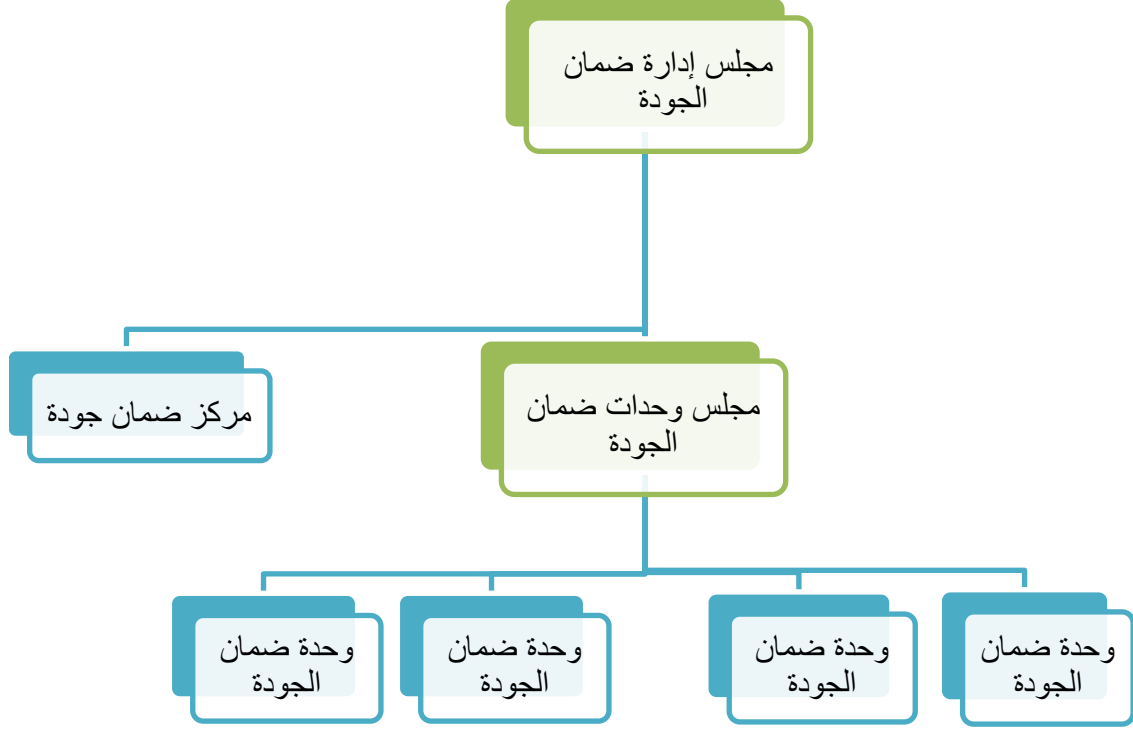 مجلس إدارة ضمان
الجودة
مجلس وحدات ضمان
الجودة
مركز ضمان جودة
وحدة ضمان
الجودة
وحدة ضمان
الجودة
وحدة ضمان
الجودة
وحدة ضمان
الجودة